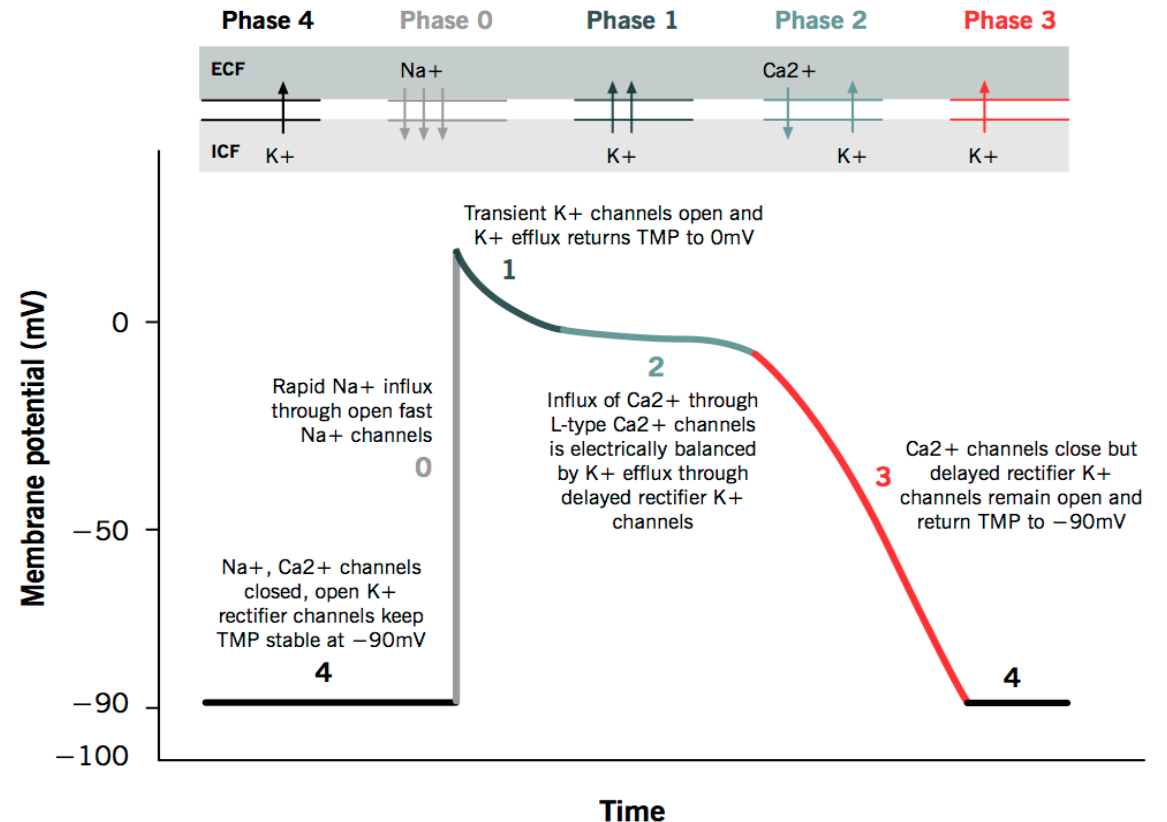 Phase 4 Phase 0 Phase 1 Phase 2 Phase 3
ECF Na+ Ca2+
ICF K+ K+ K+ K+
Transient K+ channels open and
K+ efflux returns TMP to 0mV
1
Membrane potential (mV)
0
−50
−90
−100
Rapid Na+ influx
through open fast
Na+ channels
0
2
Influx of Ca2+ through
L-type Ca2+ channels
is electrically balanced
by K+ efflux through
delayed rectifier K+
channels
3
Ca2+ channels close but
delayed rectifier K+
channels remain open and
return TMP to −90mV
Na+, Ca2+ channels
closed, open K+
rectifier channels keep
TMP stable at −90mV
4
4
Time